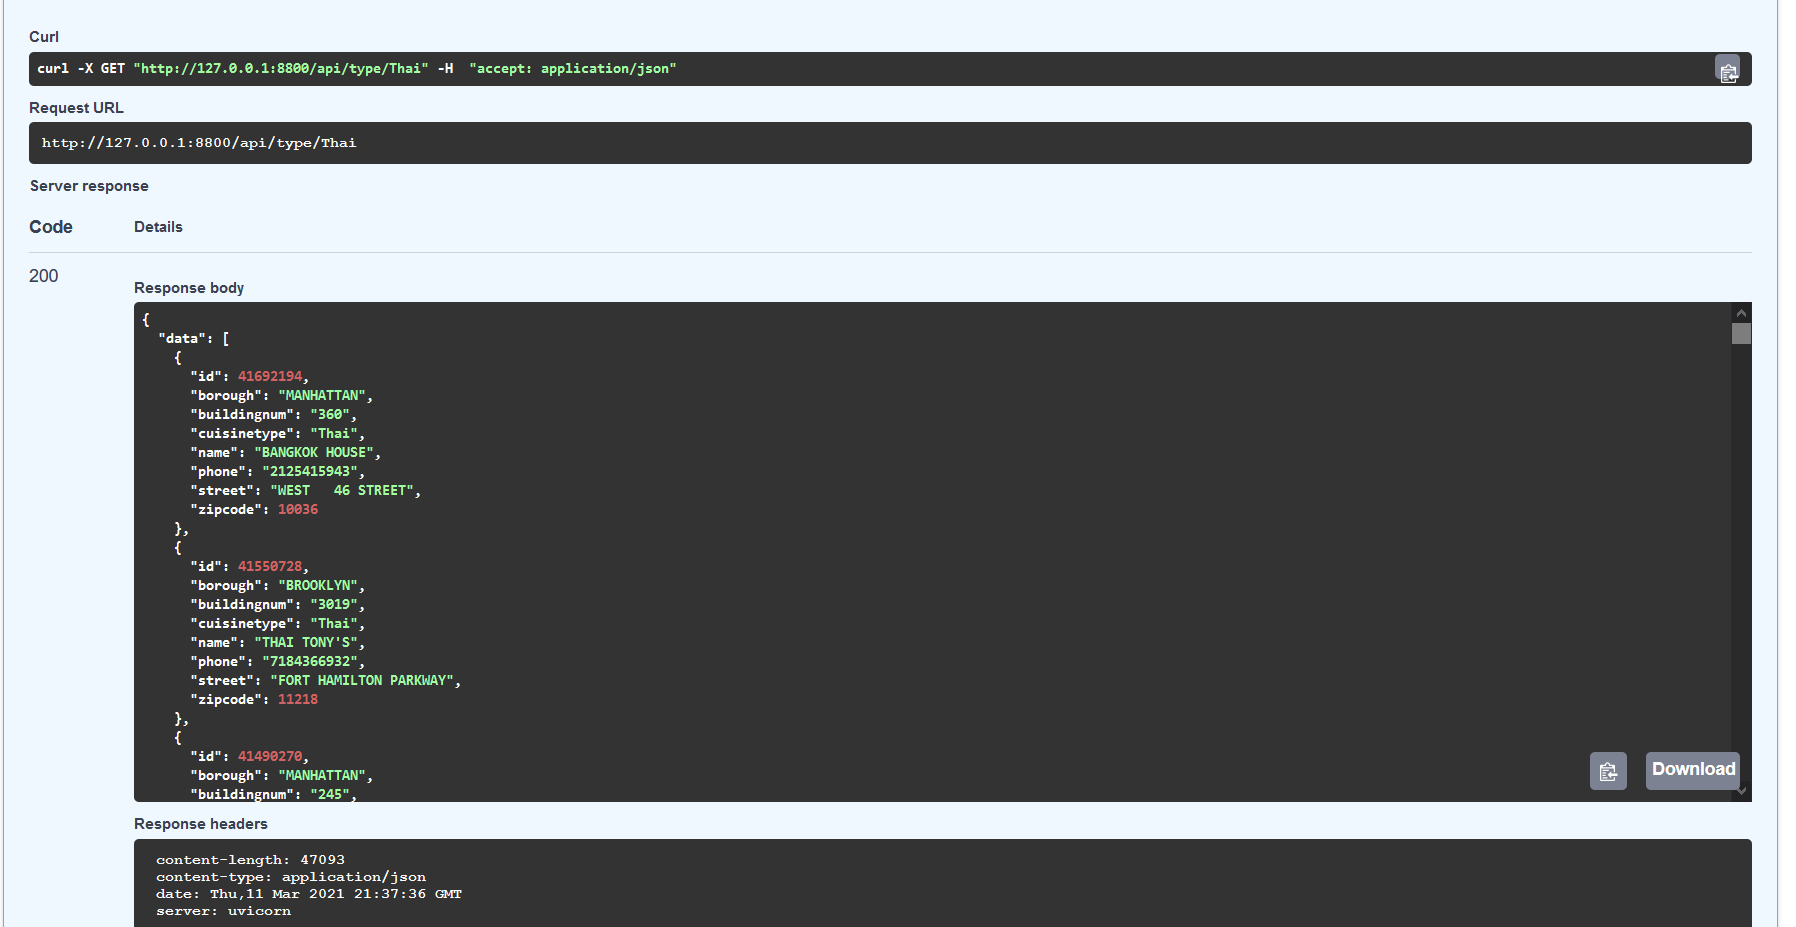 Curl
curl -X GET "http://127.0.0.1:8800/api/type/Thai" -H  "accept: application/json"
Request URL
http://127.0.0.1:8800/api/type/Thai
Server response
Code Details
200
Response body
{
  "data": [
    {
      "id": 41692194,
      "borough": "MANHATTAN",
      "buildingnum": "360",
      "cuisinetype": "Thai",
      "name": "BANGKOK HOUSE",
      "phone": "2125415943",
      "street": "WEST   46 STREET",
      "zipcode": 10036
    },
    {
      "id": 41550728,
      "borough": "BROOKLYN",
      "buildingnum": "3019",
      "cuisinetype": "Thai",
      "name": "THAI TONY'S",
      "phone": "7184366932",
      "street": "FORT HAMILTON PARKWAY",
      "zipcode": 11218
    },
    {
      "id": 41490270,
      "borough": "MANHATTAN",
      "buildingnum": "245",
Download
Response headers
content-length: 47093
content-type: application/json
date: Thu,11 Mar 2021 21:37:36 GMT
server: uvicorn